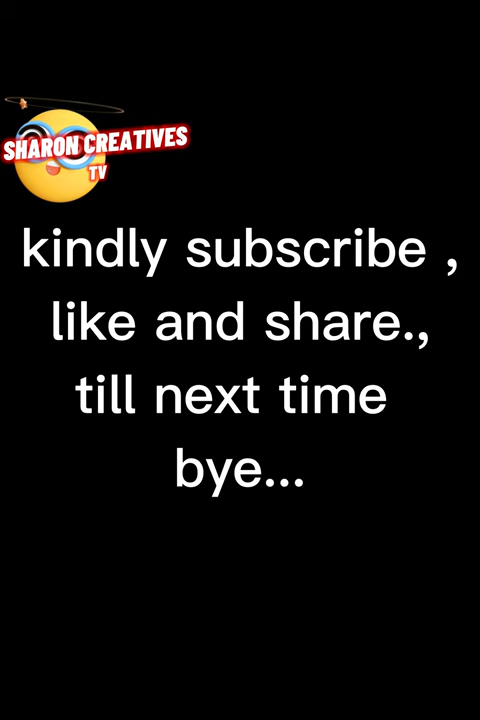 SHARON CREATIVES
TV
kindly subscribe ,
like and share.,
till next time
bye...